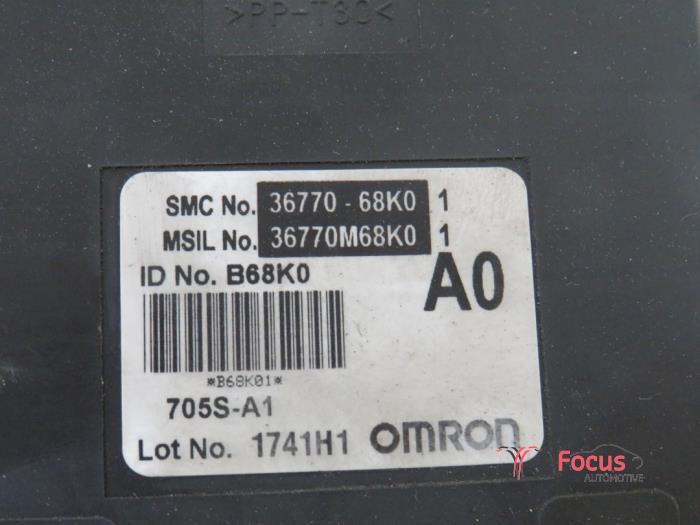 >PP-T30<
SMC No. 36770 - 68K0 1
MSIL No. 36770M68K0 1
ID No. B68K0
A0
*B68K01*
705S-A1
Lot No. 1741H1 OMRON
Focus
AUTOMOTIVE